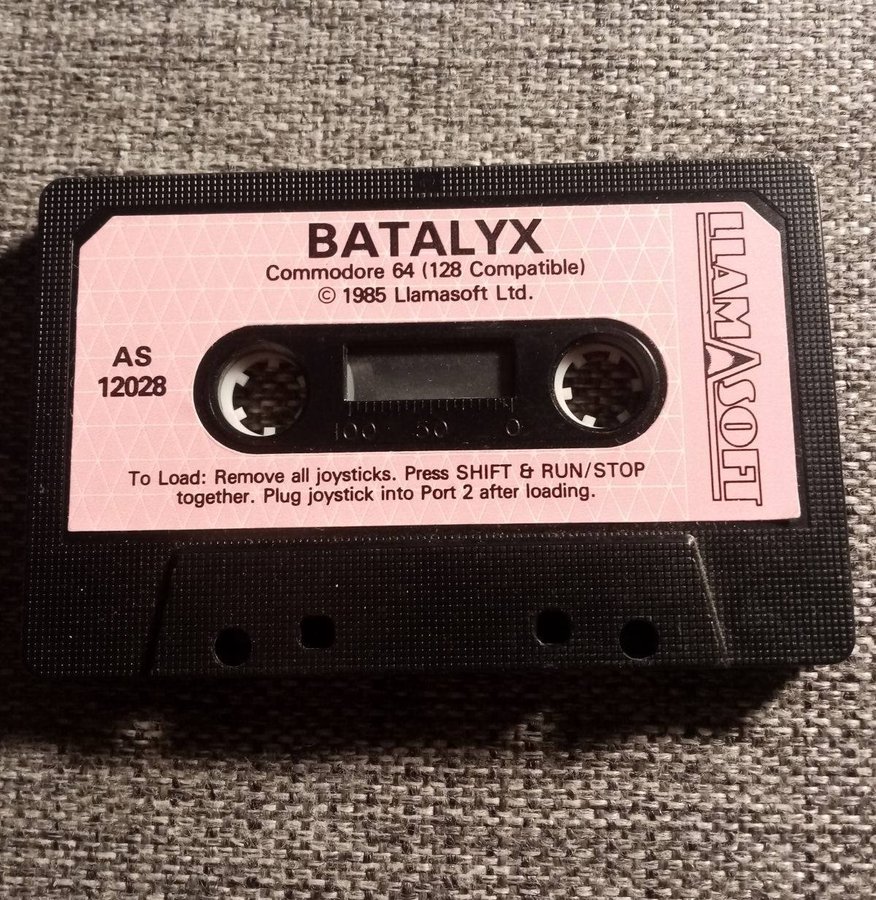 BATALYX
Commodore 64 (128 Compatible)
© 1985 Llamasoft Ltd.
AS
12028
100 50 0
To Load: Remove all joysticks. Press SHIFT & RUN/STOP
together. Plug joystick into Port 2 after loading.
LLAMASOFT